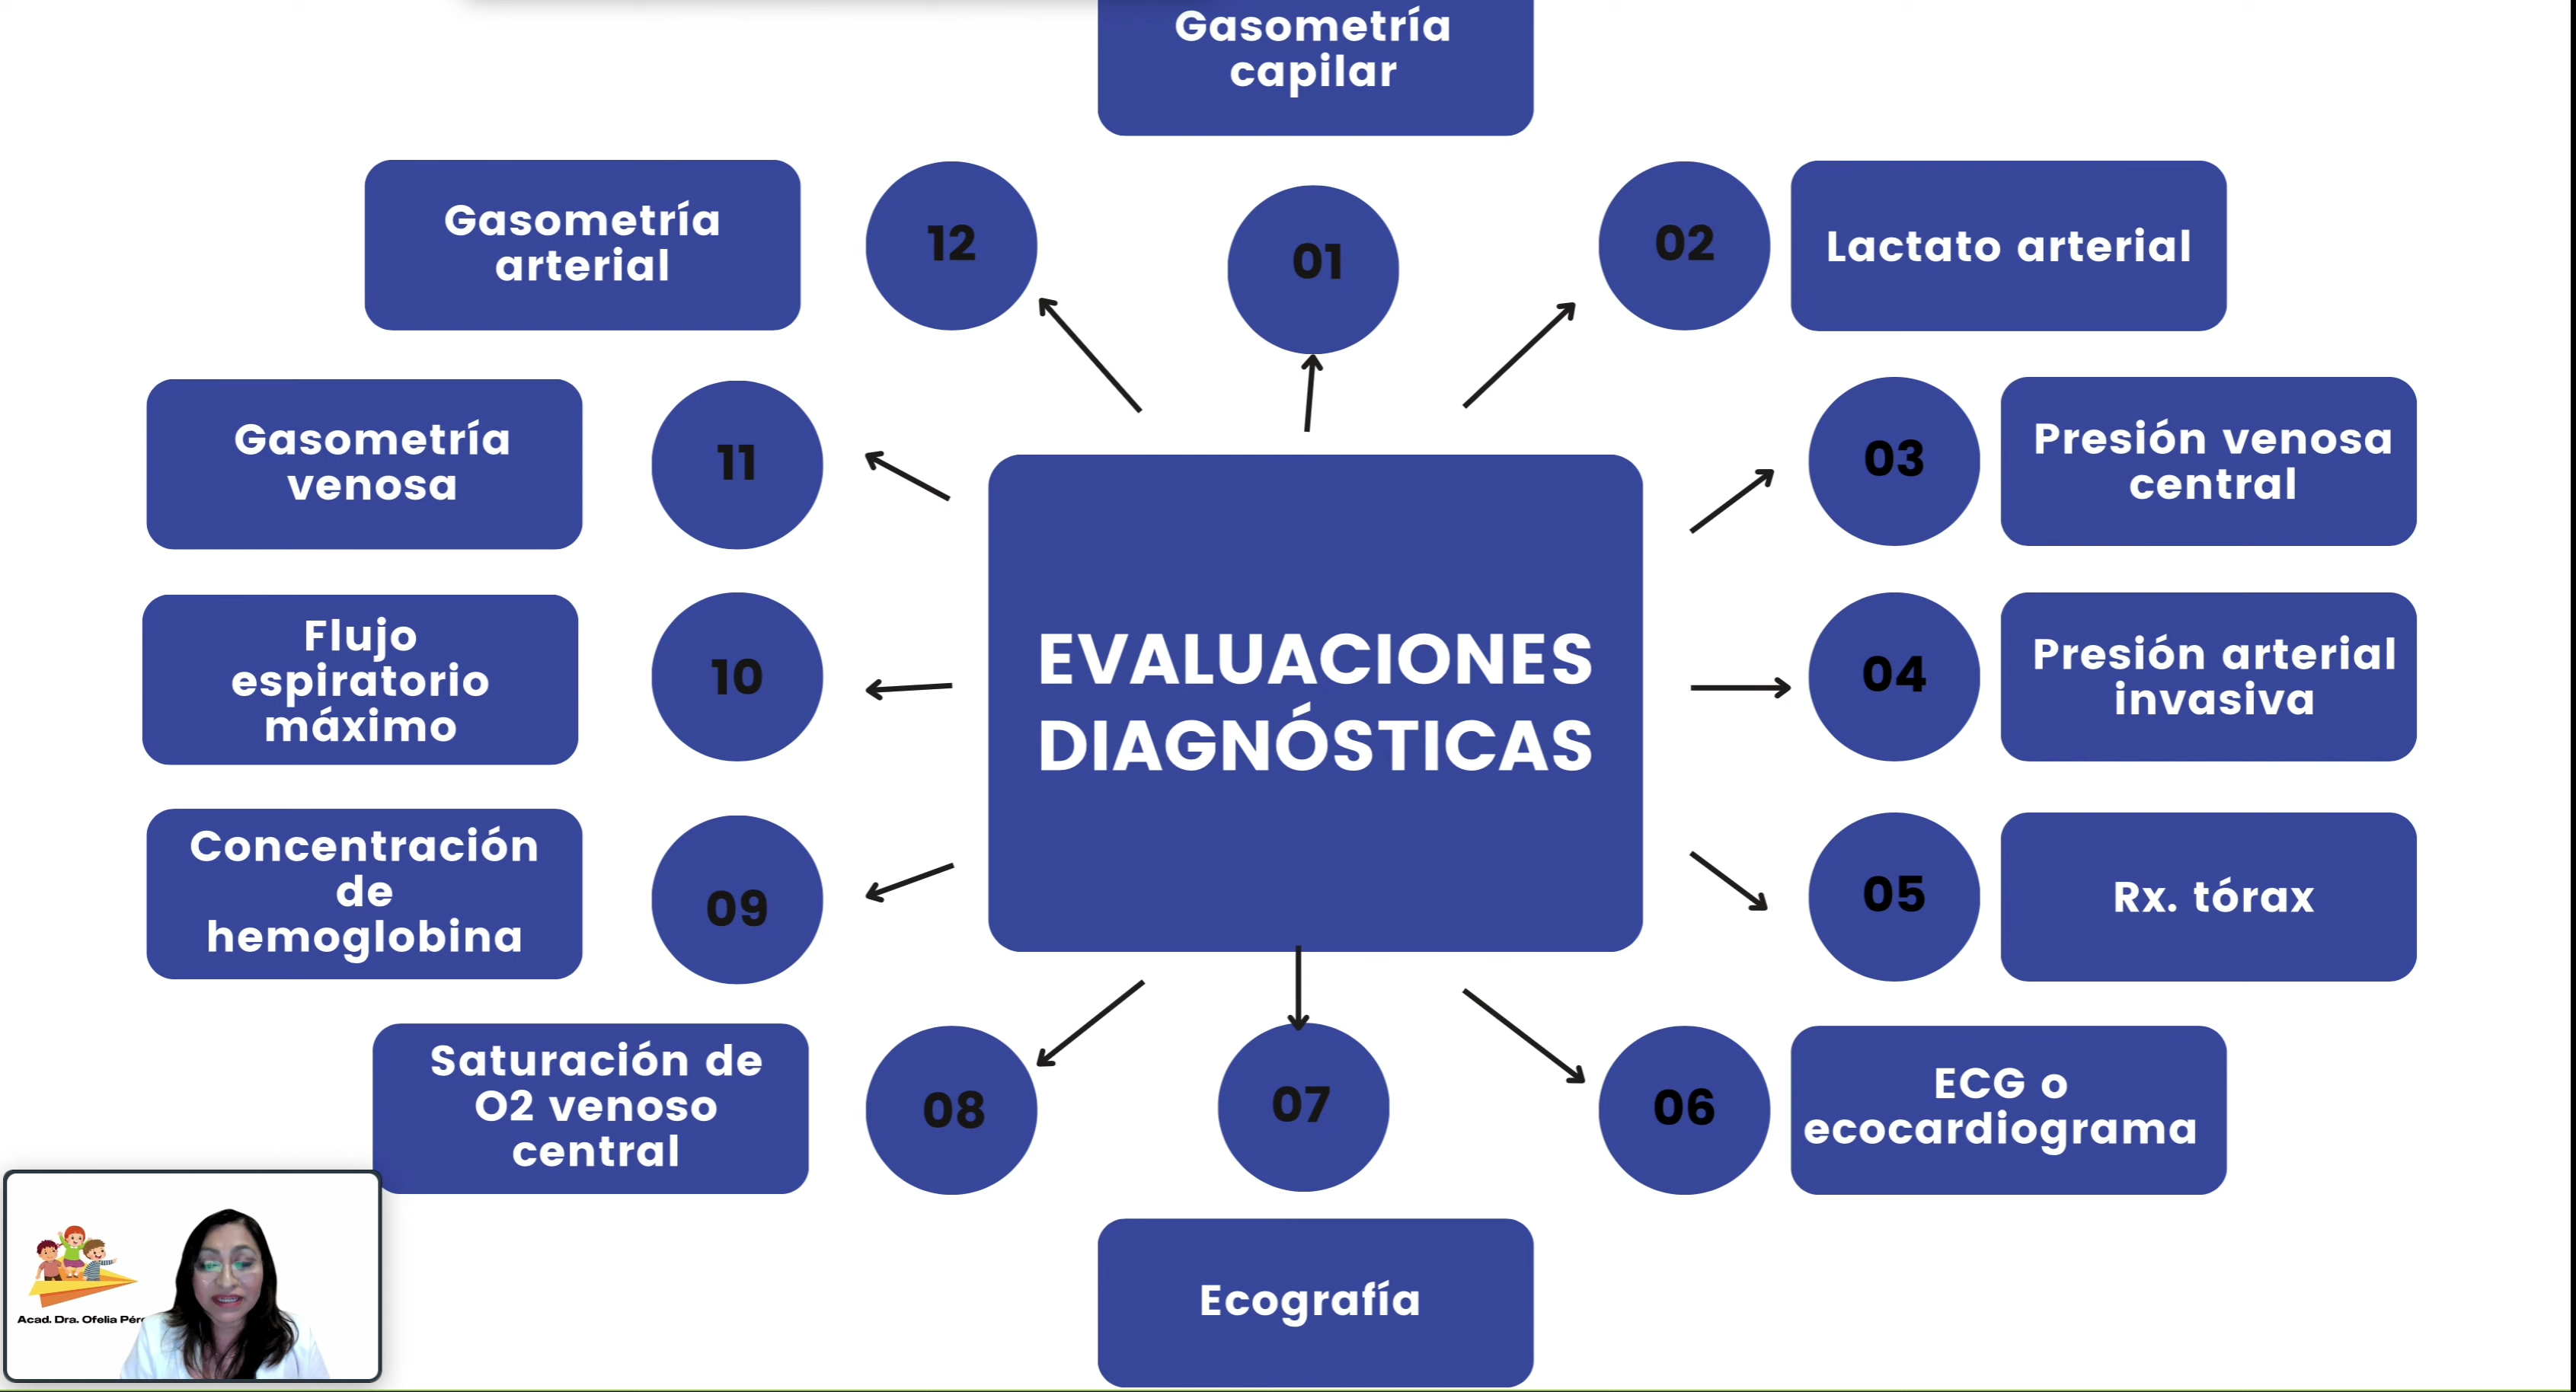 Gasometría
capilar
01
02
Lactato arterial
03
Presión venosa
central
04
Presión arterial
invasiva
05
Rx. tórax
06
ECG o
ecocardiograma
07
Ecografía
08
Saturación de
O2 venoso
central
09
Concentración
de
hemoglobina
10
Flujo
espiratorio
máximo
11
Gasometría
venosa
12
Gasometría
arterial
EVALUACIONES
DIAGNÓSTICAS
Acad. Dra. Ofelia